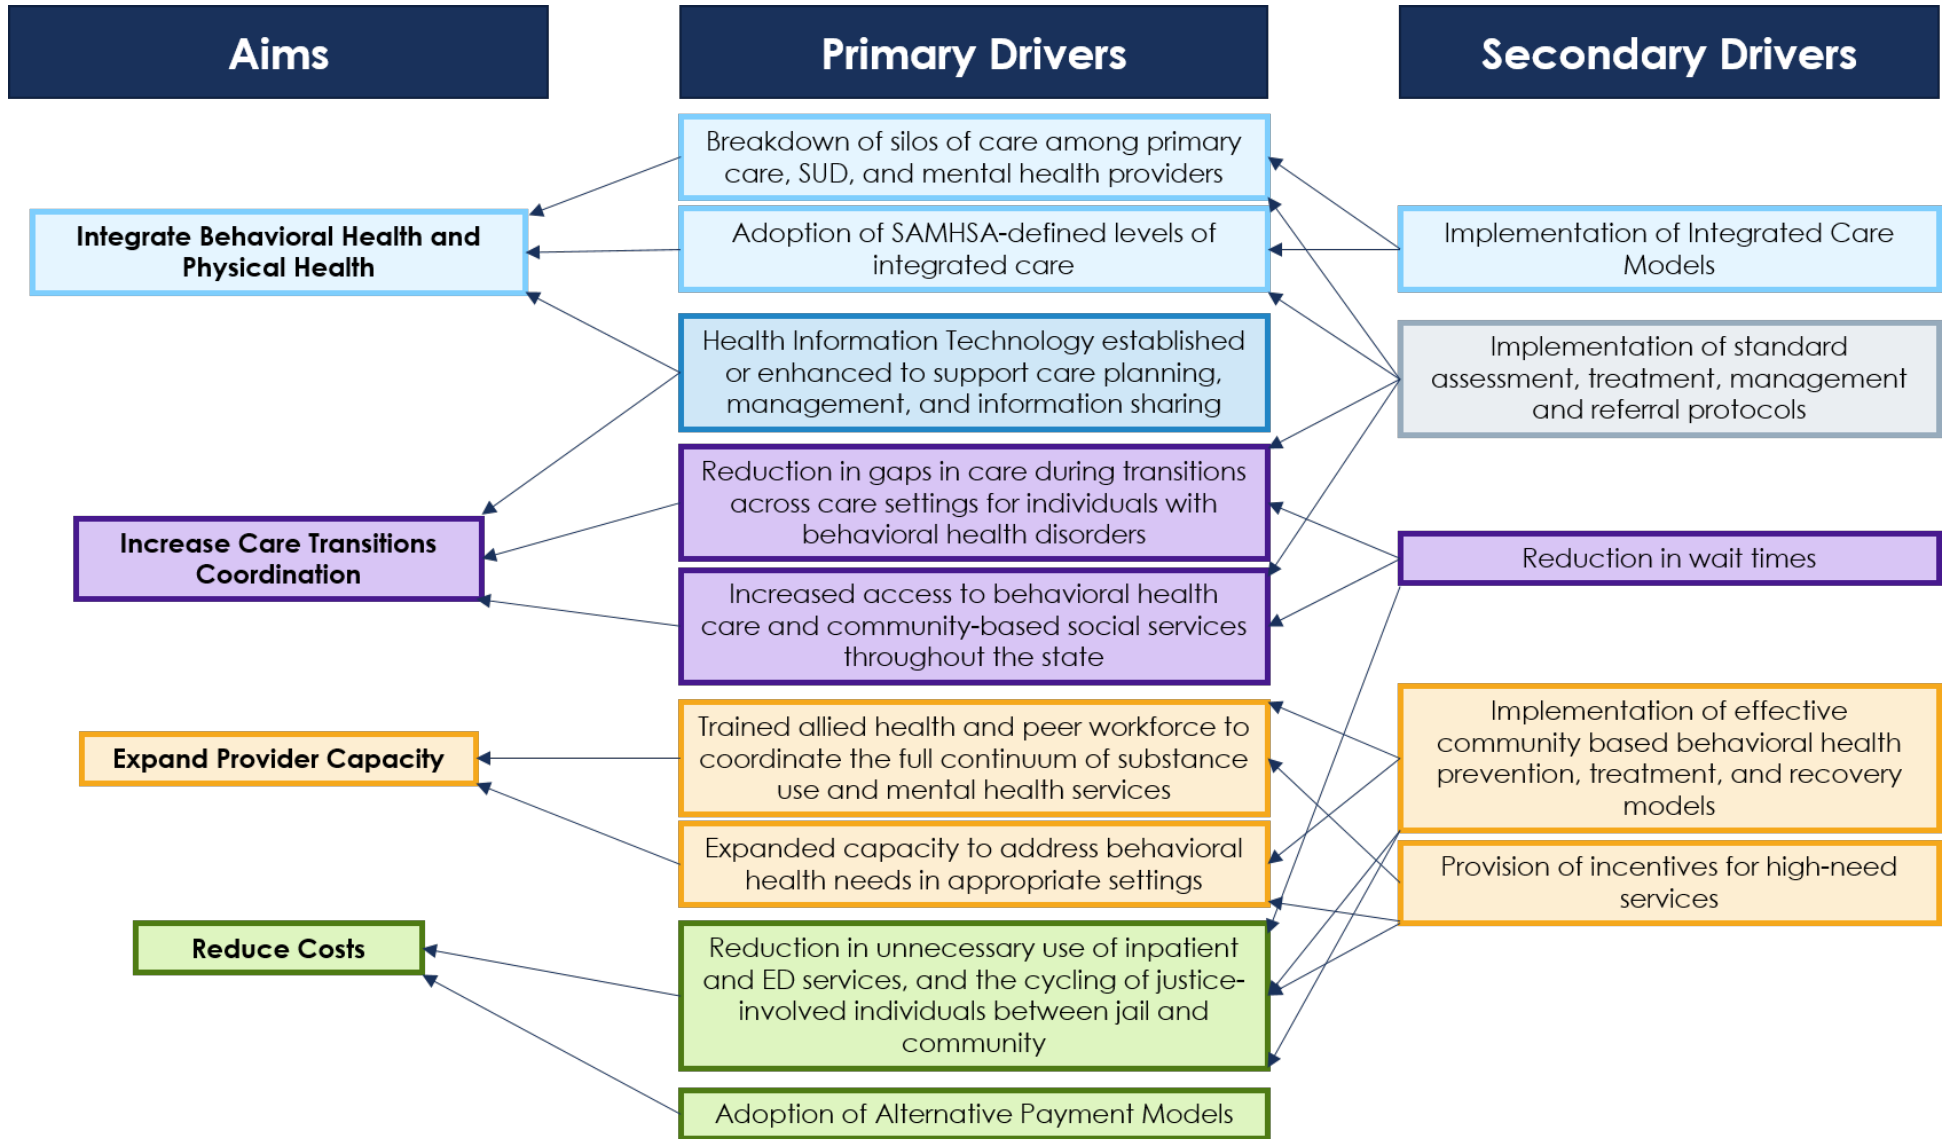 Aims
Primary Drivers
Secondary Drivers
Integrate Behavioral Health and
Physical Health
Increase Care Transitions
Coordination
Expand Provider Capacity
Reduce Costs
Breakdown of silos of care among primary
care, SUD, and mental health providers
Adoption of SAMHSA-defined levels of
integrated care
Health Information Technology established
or enhanced to support care planning,
management, and information sharing
Reduction in gaps in care during transitions
across care settings for individuals with
behavioral health disorders
Increased access to behavioral health
care and community-based social services
throughout the state
Trained allied health and peer workforce to
coordinate the full continuum of substance
use and mental health services
Expanded capacity to address behavioral
health needs in appropriate settings
Reduction in unnecessary use of inpatient
and ED services, and the cycling of justice-
involved individuals between jail and
community
Adoption of Alternative Payment Models
Implementation of Integrated Care
Models
Implementation of standard
assessment, treatment, management
and referral protocols
Reduction in wait times
Implementation of effective
community based behavioral health
prevention, treatment, and recovery
models
Provision of incentives for high-need
services